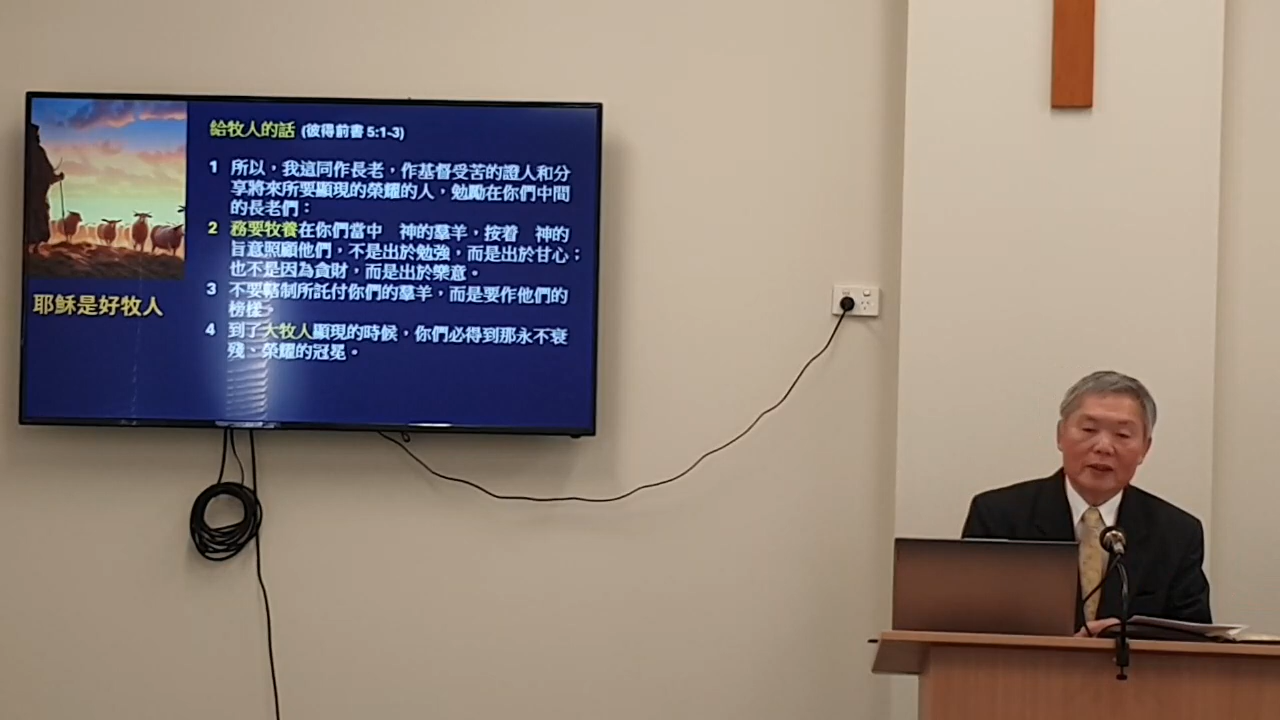 給牧人的話 (彼得前書 5:1-3)
1 所以，我這同作長老，作基督受苦的證人和分
享將來所要顯現的榮耀的人，勉勵在你們中間
的長老們：
2 務要牧養在你們當中　神的羣羊，按着　神的
旨意照顧他們，不是出於勉強，而是出於甘心；
也不是因為貪財，而是出於樂意。
3 不要轄制所託付你們的羣羊，而是要作他們的
榜樣。
4 到了大牧人顯現的時候，你們必得到那永不衰
殘、榮耀的冠冕。
耶穌是好牧人